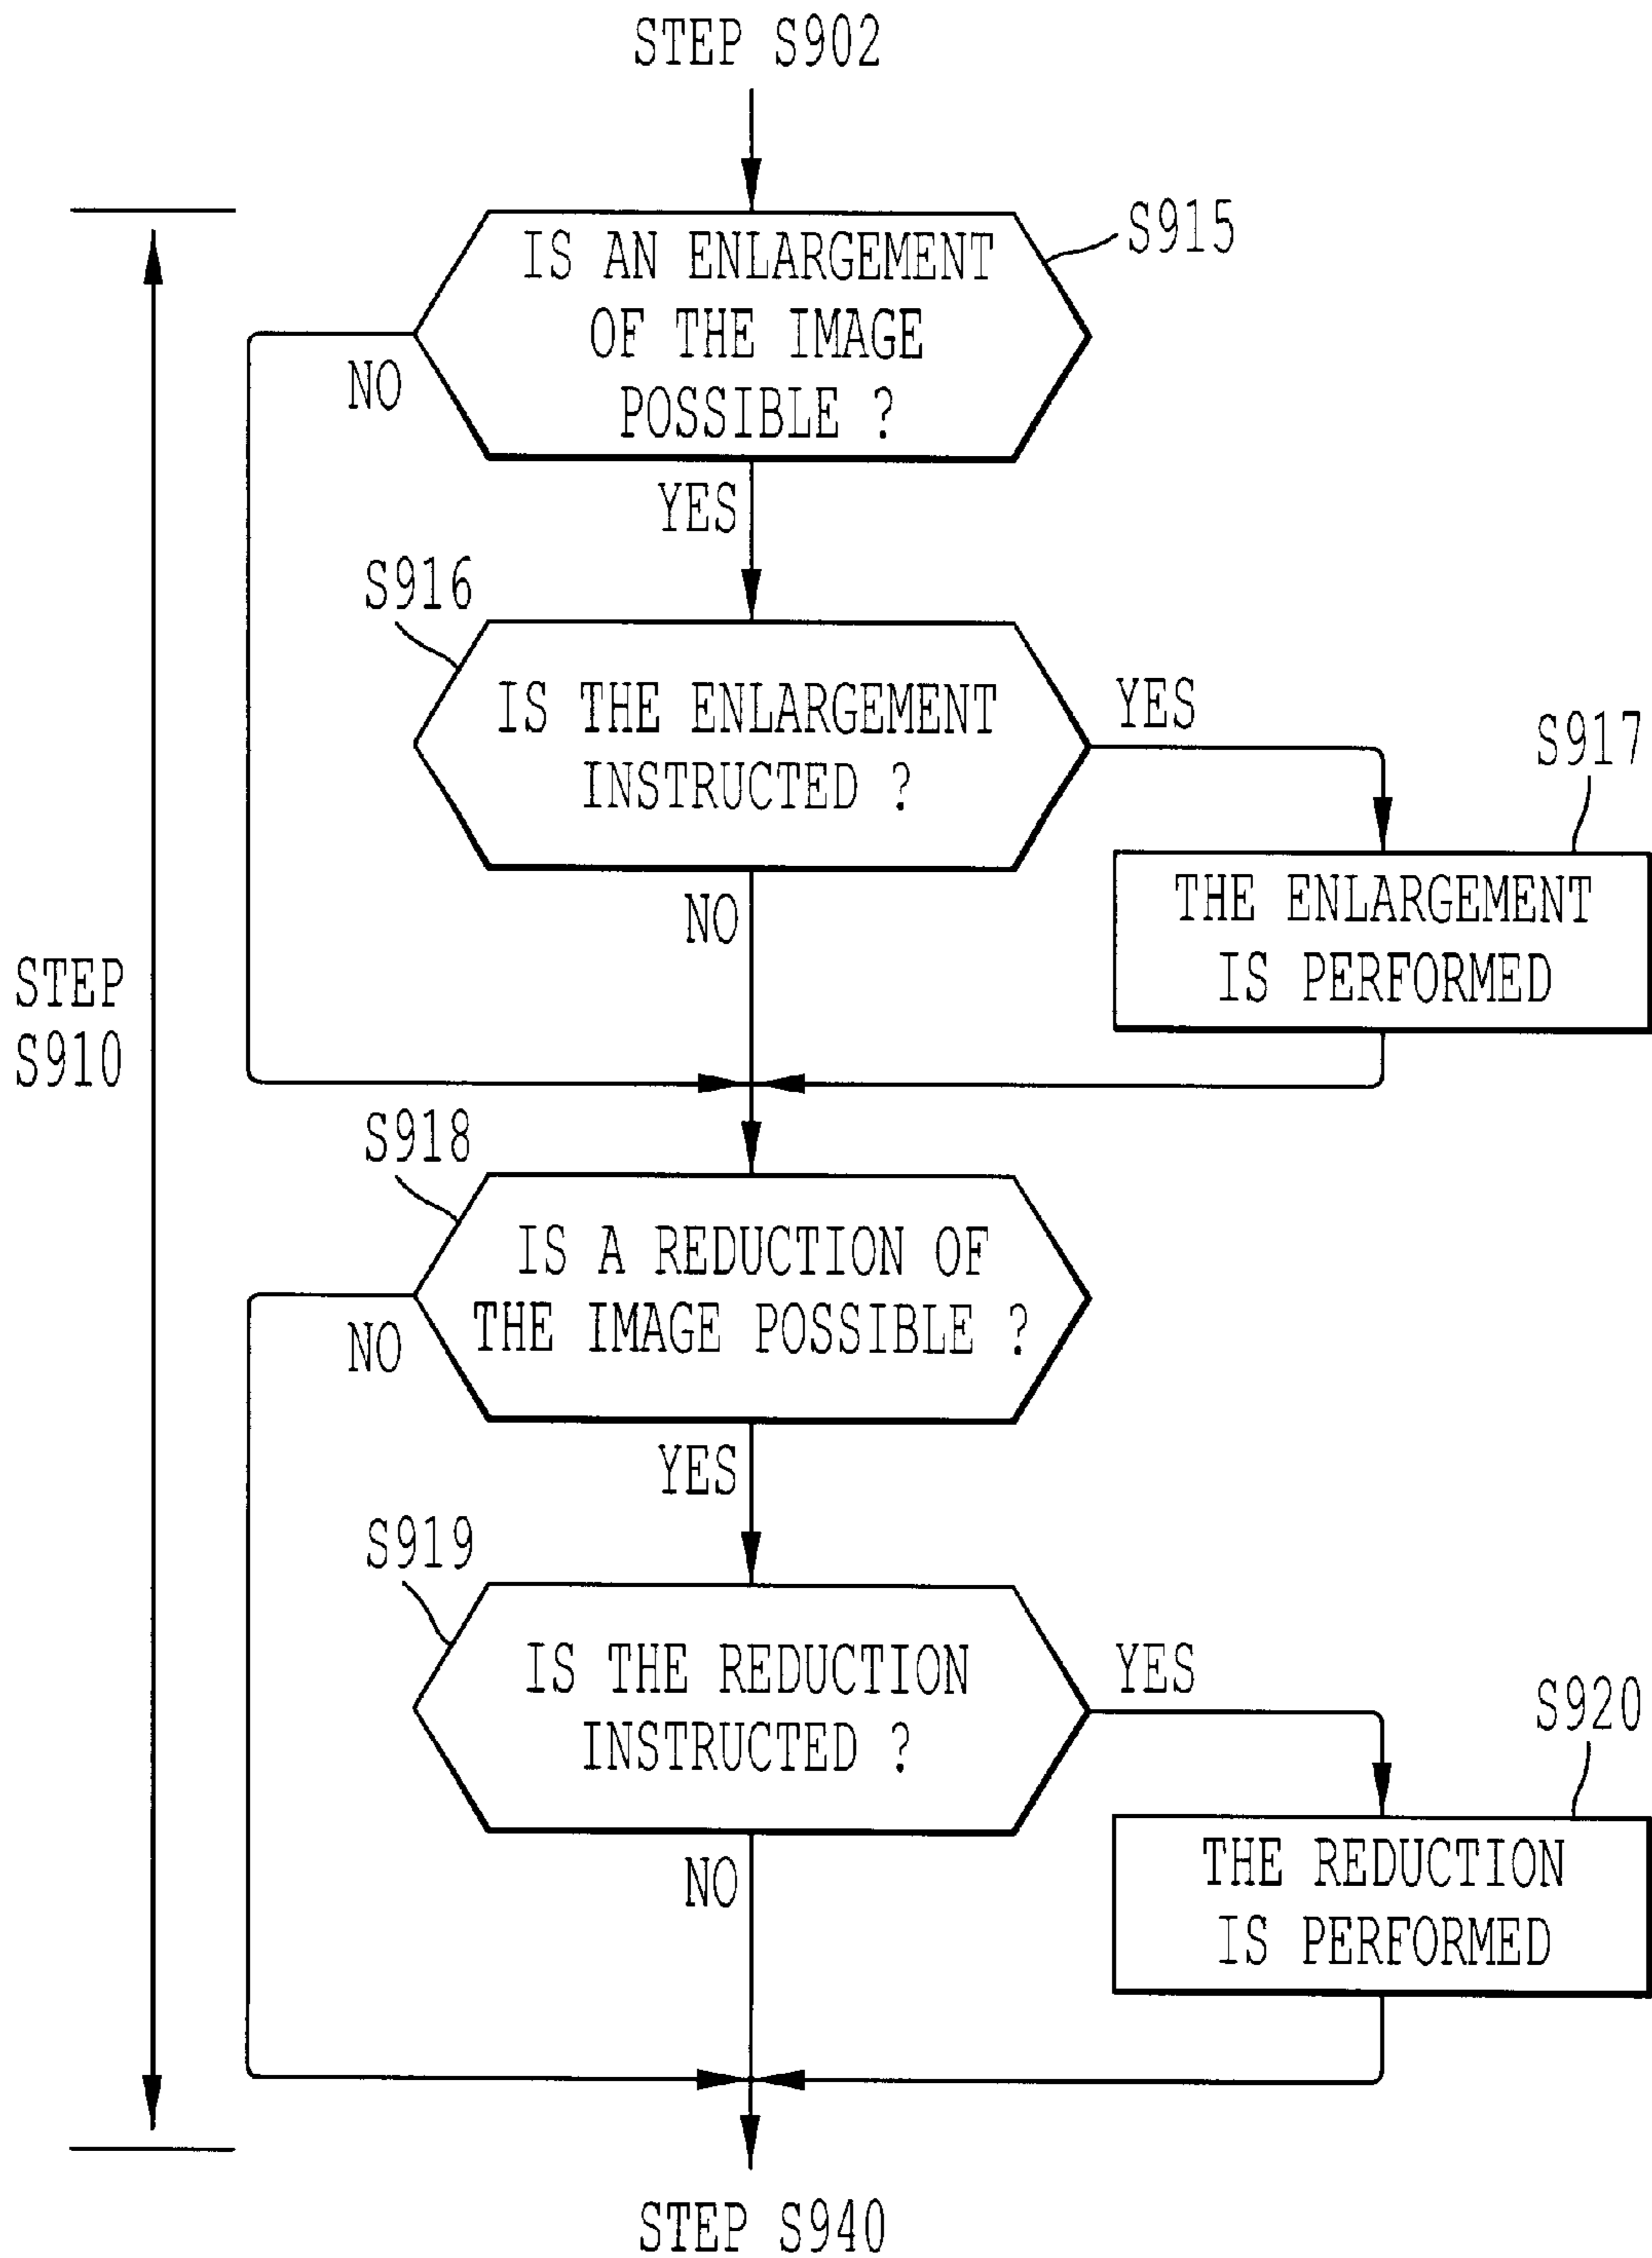 STEP S902
S915
IS AN ENLARGEMENT
OF THE IMAGE
POSSIBLE ?
NO
YES
S916
IS THE ENLARGEMENT
INSTRUCTED ?
YES
S917
THE ENLARGEMENT
IS PERFORMED
NO
STEP
S910
S918
IS A REDUCTION OF
THE IMAGE POSSIBLE ?
NO
YES
S919
IS THE REDUCTION
INSTRUCTED ?
YES
S920
THE REDUCTION
IS PERFORMED
NO
STEP S940